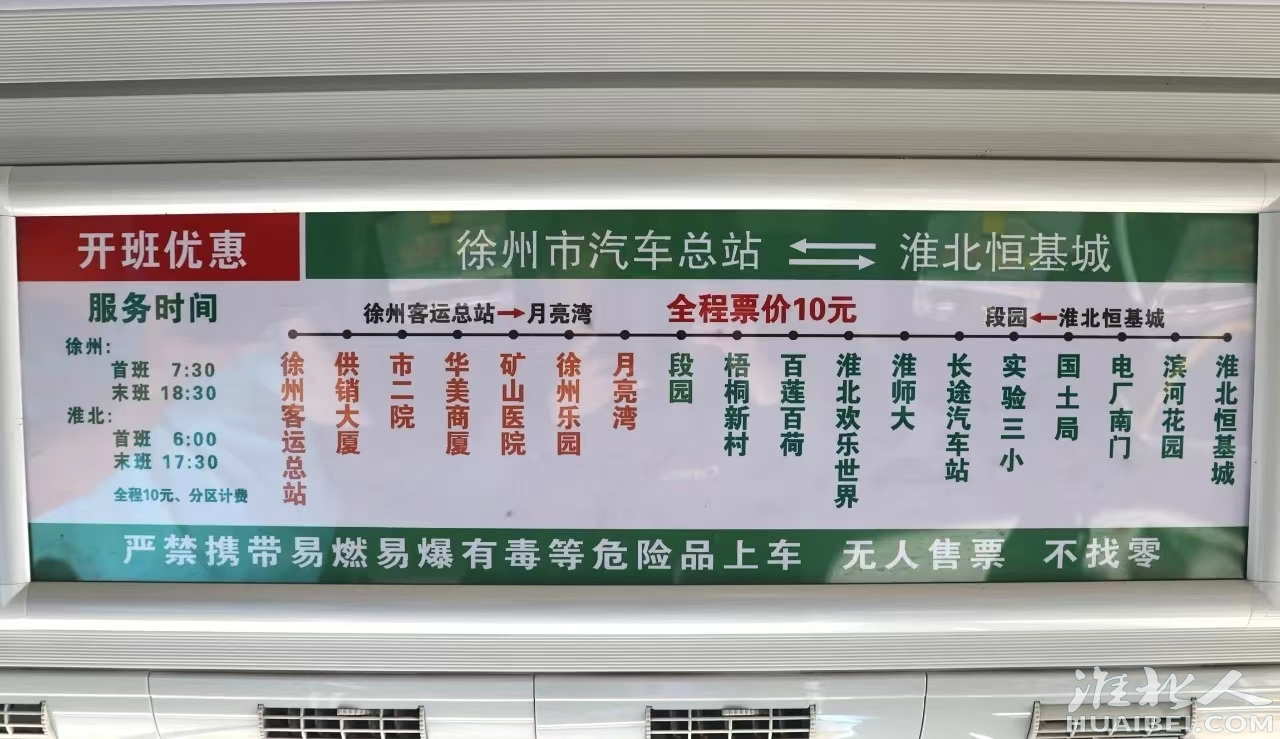 开班优惠
徐州市汽车总站 淮北恒基城
服务时间
徐州:
首班 7:30
末班 18:30
淮北:
首班 6:00
末班 17:30
全程10元、分区计费
徐州客运总站→月亮湾
全程票价10元
段园←淮北恒基城
徐州客运总站
供销大厦
市二院
华美商厦
矿山医院
徐州乐园
月亮湾
段园
梧桐新村
百莲百荷
淮北欢乐世界
淮师大
长途汽车站
实验三小
国土局
电厂南门
滨河花园
淮北恒基城
严禁携带易燃易爆有毒等危险品上车 无人售票 不找零
淮北人
HUAIBEI.COM